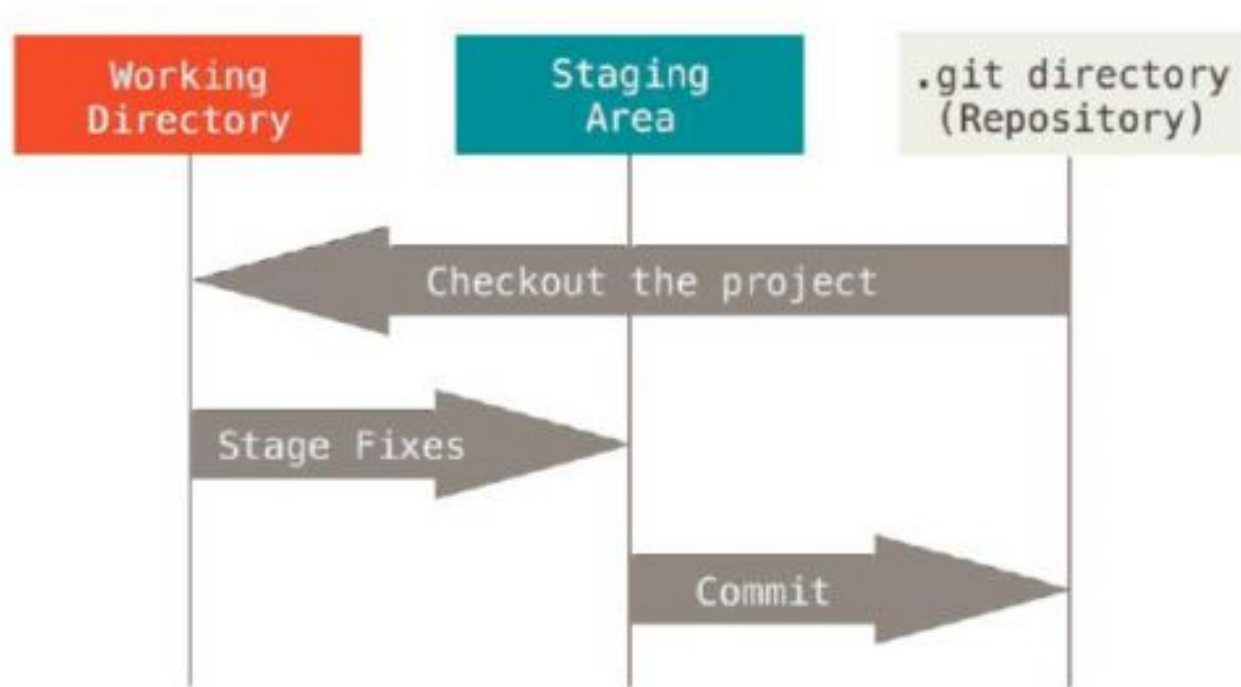 Working
Directory
Staging
Area
.git directory
(Repository)
Checkout the project
Stage Fixes
Commit